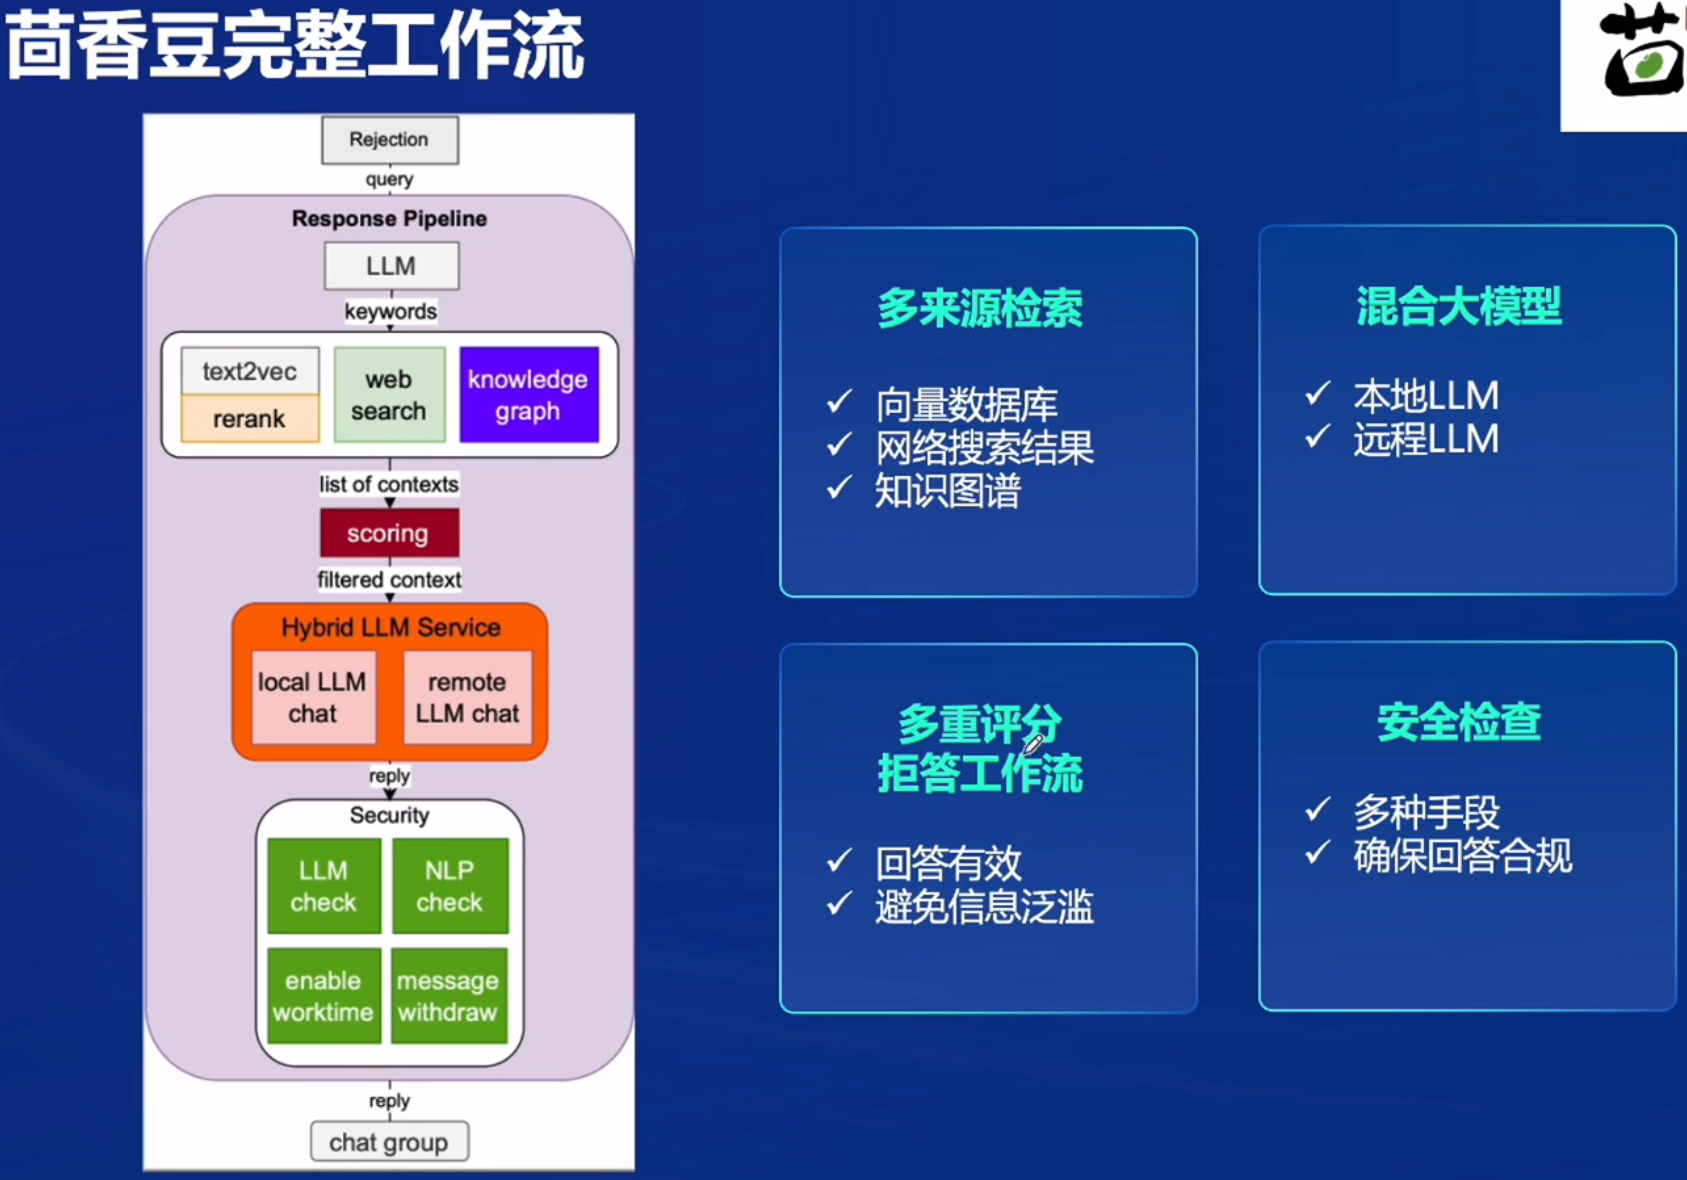 茴香豆完整工作流
茴
Rejection
query
Response Pipeline
LLM
keywords
text2vec
rerank
web
search
knowledge
graph
list of contexts
scoring
filtered context
Hybrid LLM Service
local LLM
chat
remote
LLM chat
reply
Security
LLM
check
NLP
check
enable
worktime
message
withdraw
reply
chat group
多来源检索
向量数据库
网络搜索结果
知识图谱
混合大模型
本地LLM
远程LLM
多重评分
拒答工作流
回答有效
避免信息泛滥
安全检查
多种手段
确保回答合规